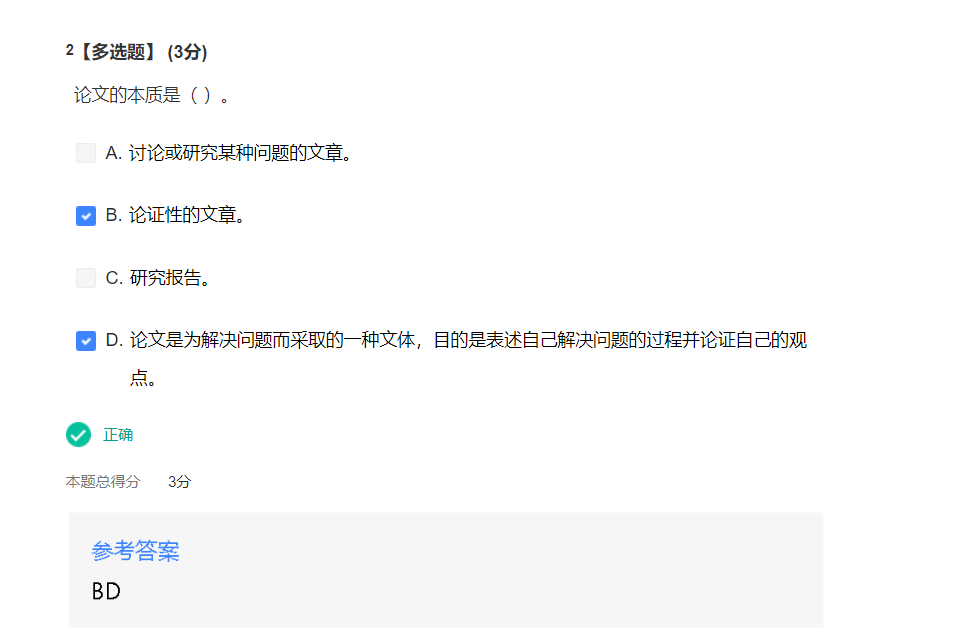 2【多选题】 (3分)
论文的本质是（ ）。
A. 讨论或研究某种问题的文章。
B. 论证性的文章。
C. 研究报告。
D. 论文是为解决问题而采取的一种文体，目的是表述自己解决问题的过程并论证自己的观
点。
正确
本题总得分 3分
参考答案
BD